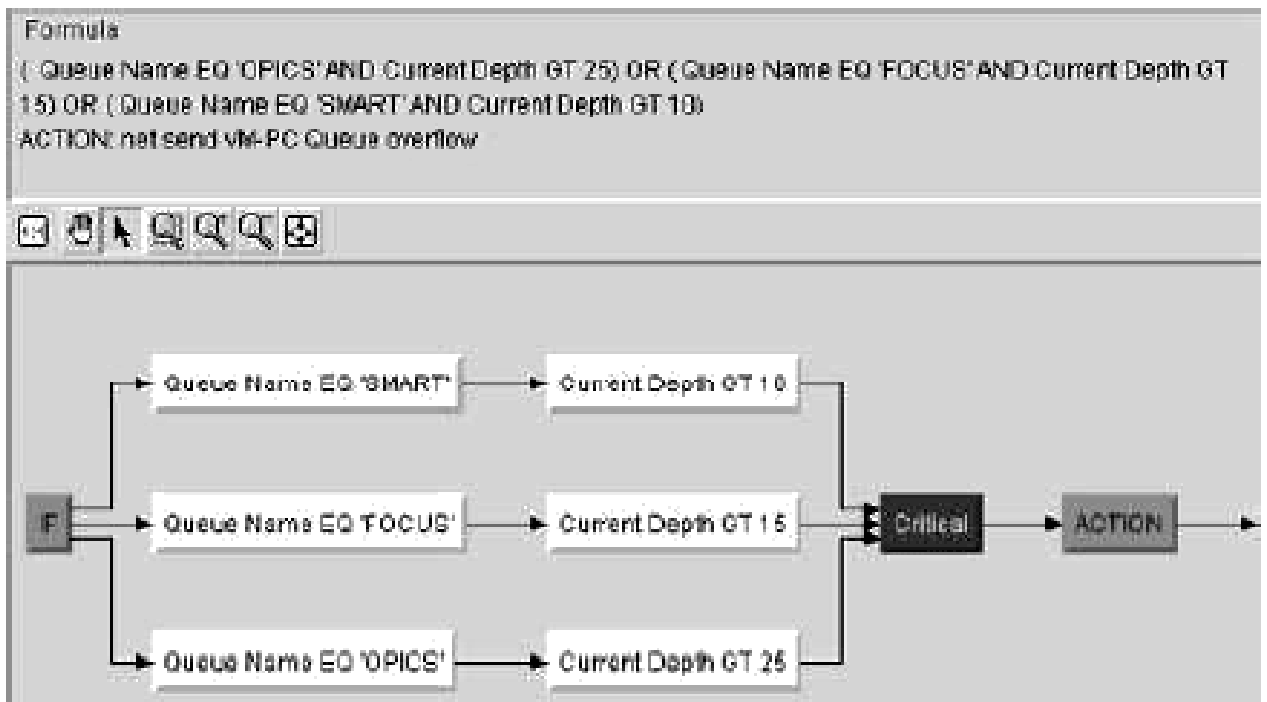 Formula
( Queue Name EQ 'OPICS' AND Current Depth GT 25) OR ( Queue Name EQ 'FOCUS' AND Current Depth GT
15) OR ( Queue Name EQ 'SMART' AND Current Depth GT 10)
ACTION: net send VM-PC Queue overflow
Queue Name EQ 'SMART'
Current Depth GT 10
IF
Queue Name EQ 'FOCUS'
Current Depth GT 15
Critical
ACTION
Queue Name EQ 'OPICS'
Current Depth GT 25